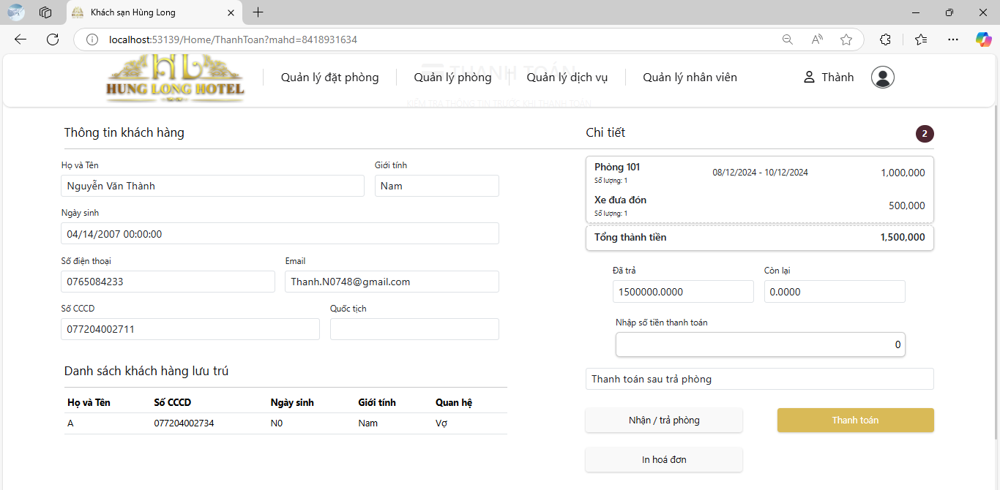 Khách sạn Hùng Long
localhost:53139/Home/ThanhToan?mahd=8418931634
HL
HUNG LONG HOTEL
Quản lý đặt phòng
Quản lý phòng
Quản lý dịch vụ
Quản lý nhân viên
Thành
THANH TOÁN
KIỂM TRA THÔNG TIN TRƯỚC KHI THANH TOÁN
Thông tin khách hàng
Họ và Tên
Giới tính
Nguyễn Văn Thành
Nam
Ngày sinh
04/14/2007 00:00:00
Số điện thoại
Email
0765084233
Thanh.N0748@gmail.com
Số CCCD
Quốc tịch
077204002711
Danh sách khách hàng lưu trú
Họ và Tên Số CCCD Ngày sinh Giới tính Quan hệ
A 077204002734 N0 Nam Vợ
Chi tiết
2
Phòng 101 08/12/2024 - 10/12/2024 1,000,000
Số lượng: 1
Xe đưa đón 500,000
Số lượng: 1
Tổng thành tiền 1,500,000
Đã trả
Còn lại
1500000.0000
0.0000
Nhập số tiền thanh toán
0
Thanh toán sau trả phòng
Nhận / trả phòng
Thanh toán
In hoá đơn